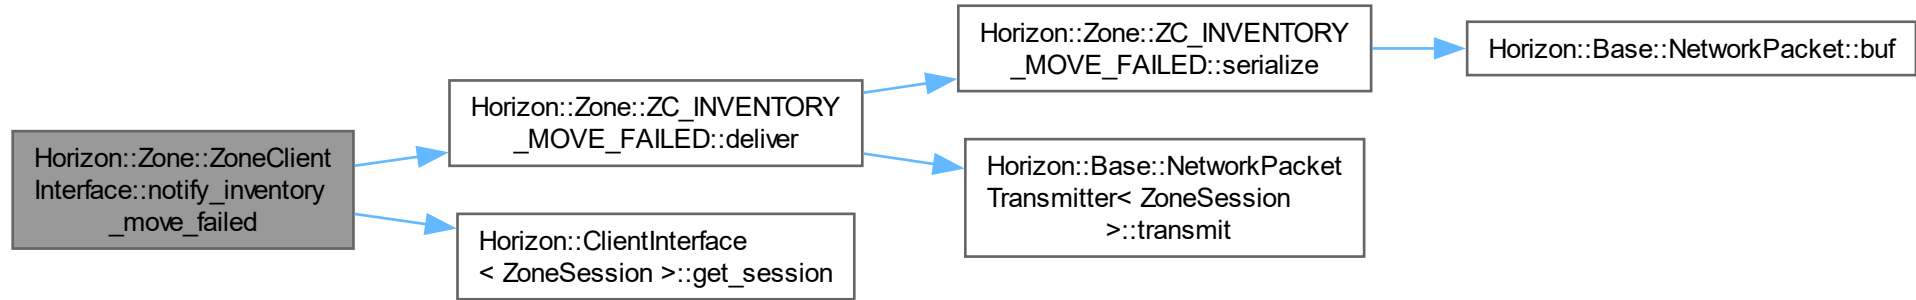 Horizon::Zone::ZoneClient
Interface::notify_inventory
_move_failed
Horizon::Zone::ZC_INVENTORY
_MOVE_FAILED::deliver
Horizon::ClientInterface
< ZoneSession >::get_session
Horizon::Zone::ZC_INVENTORY
_MOVE_FAILED::serialize
Horizon::Base::NetworkPacket
Transmitter< ZoneSession
>::transmit
Horizon::Base::NetworkPacket::buf